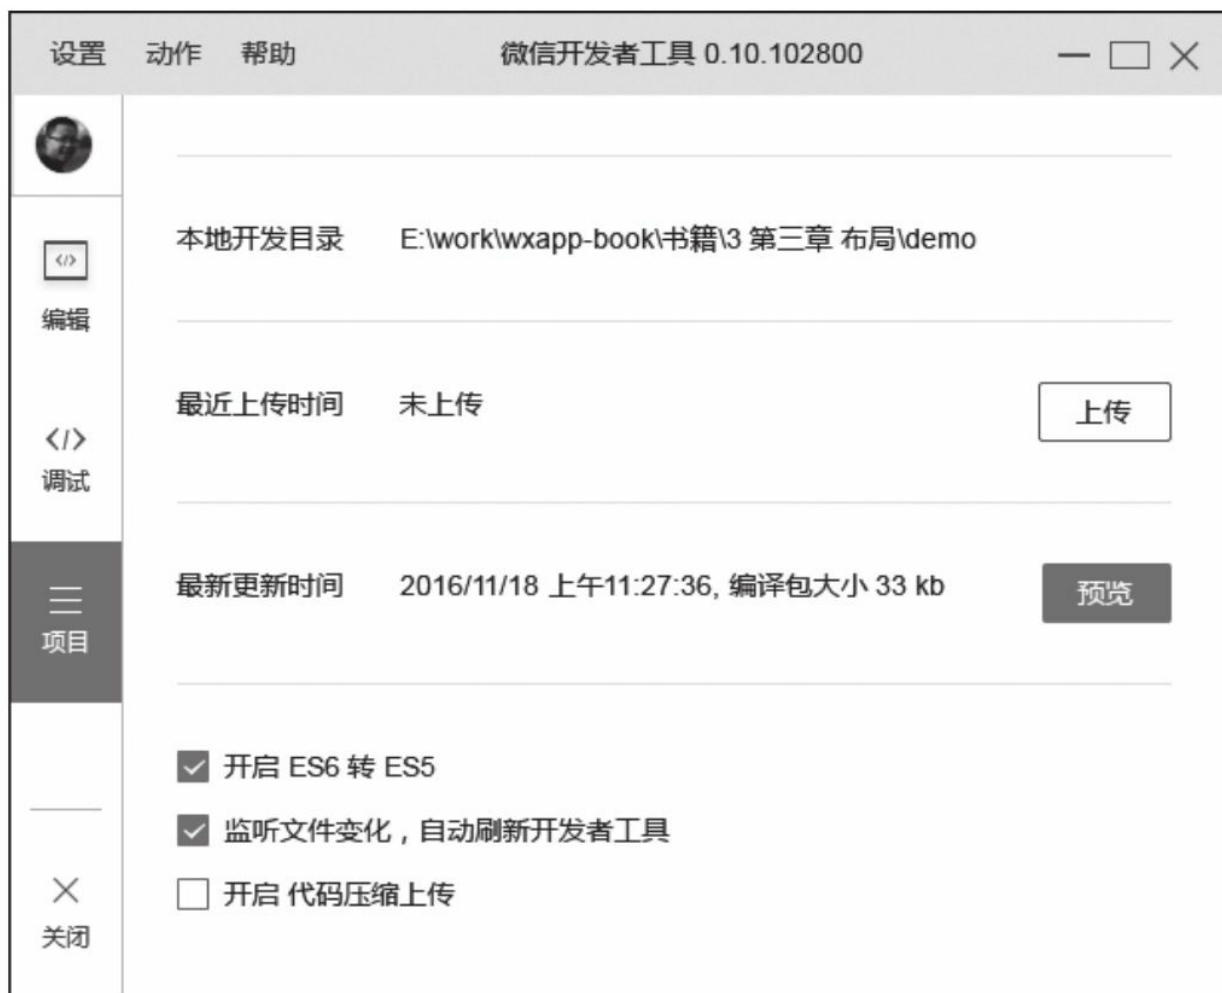 设置 动作 帮助 微信开发者工具 0.10.102800
本地开发目录 E:\work\wxapp-book\书籍\3 第三章 布局\demo
编辑
最近上传时间 未上传 上传
</>
调试
最新更新时间 2016/11/18 上午11:27:36, 编译包大小 33 kb 预览
项目
开启 ES6 转 ES5
监听文件变化，自动刷新开发者工具
开启 代码压缩上传
关闭